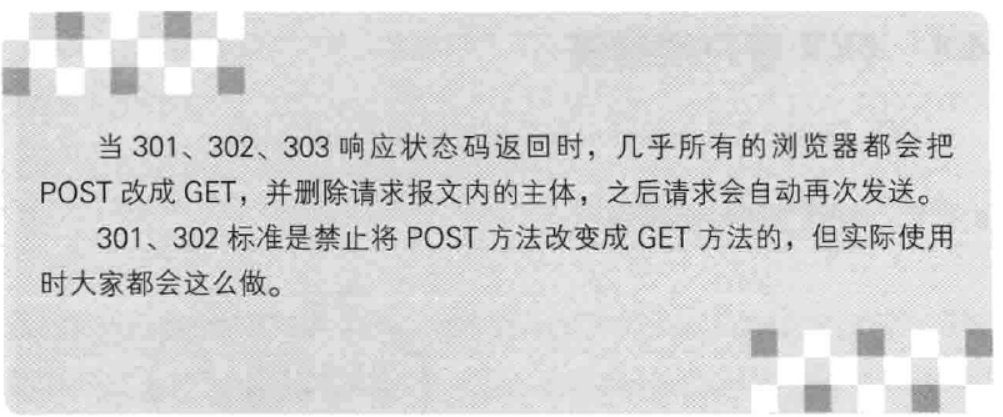 当 301、302、303 响应状态码返回时，几乎所有的浏览器都会把
POST 改成 GET，并删除请求报文内的主体，之后请求会自动再次发送。
301、302 标准是禁止将 POST 方法改变成 GET 方法的，但实际使用
时大家都会这么做。